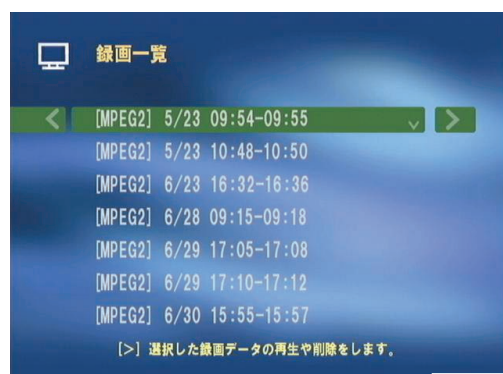 録画一覧
[MPEG2] 5/23 09:54-09:55
[MPEG2] 5/23 10:48-10:50
[MPEG2] 6/23 16:32-16:36
[MPEG2] 6/28 09:15-09:18
[MPEG2] 6/29 17:05-17:08
[MPEG2] 6/29 17:10-17:12
[MPEG2] 6/30 15:55-15:57
[>] 選択した録画データの再生や削除をします。